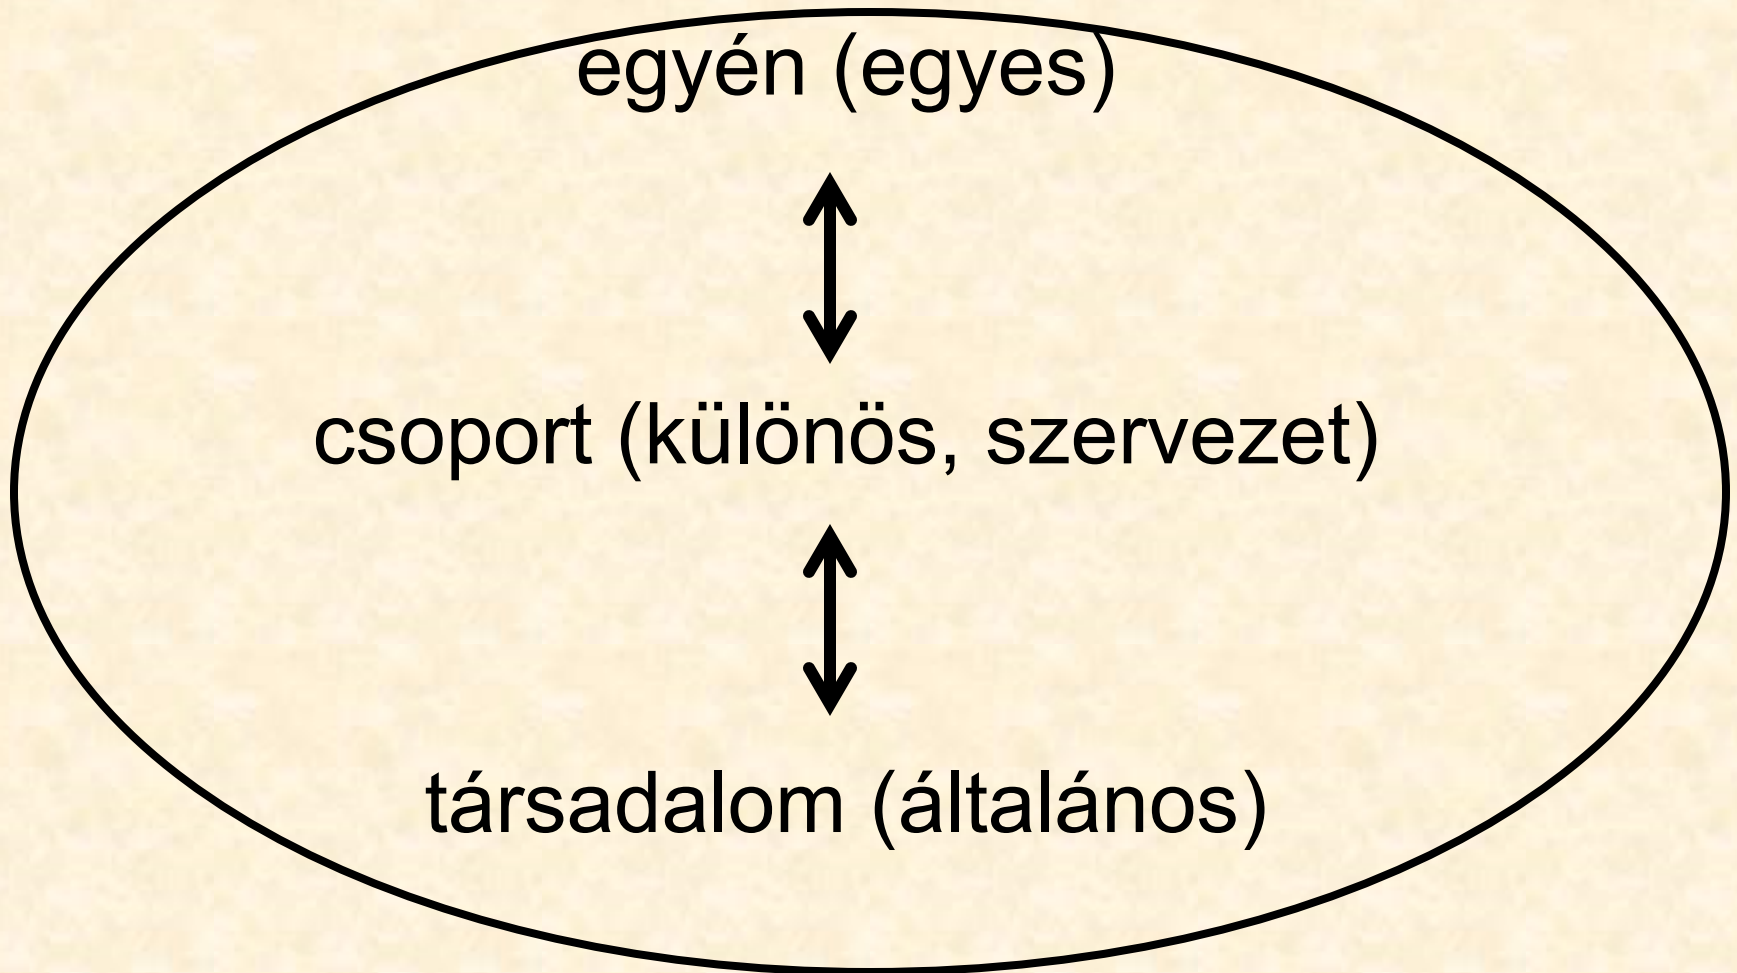 egyén (egyes)
csoport (különös, szervezet)
társadalom (általános)